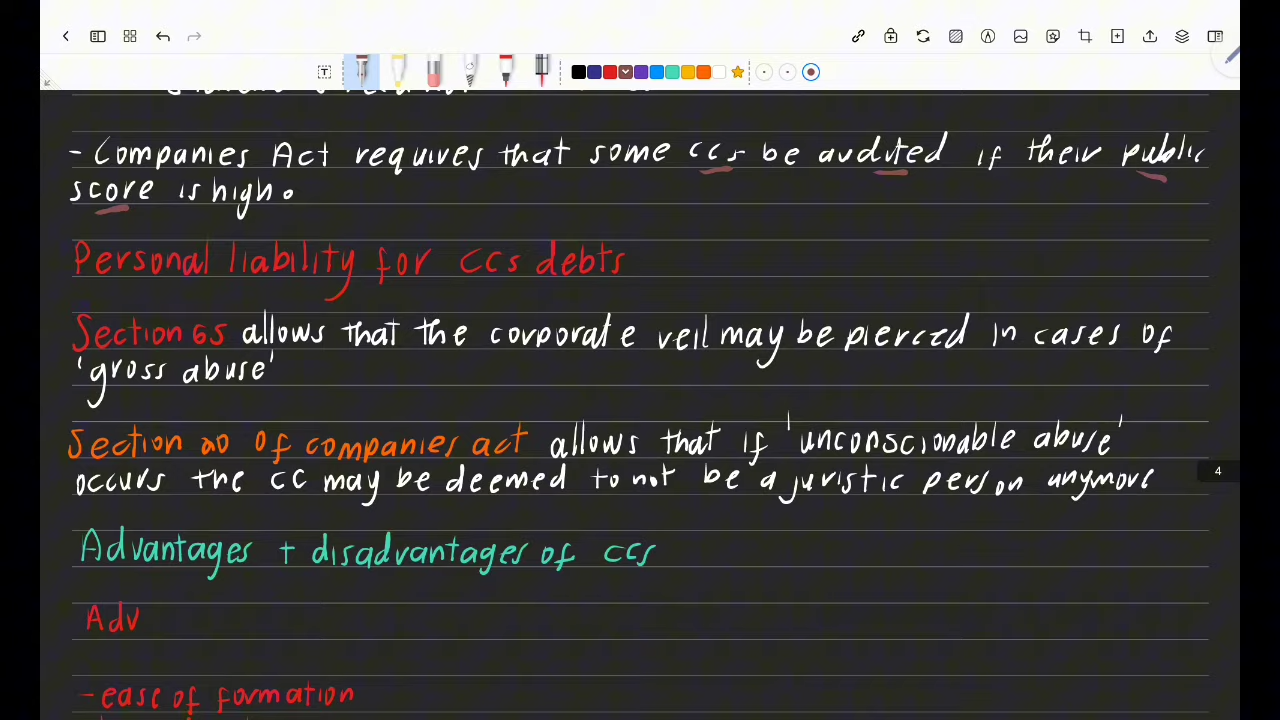 - Companies Act requires that some CCs be audited if their public
score is high.
Personal liability for CCs debts
Section 65 allows that the corporate veil may be pierced in cases of
'gross abuse'
Section 20 of companies act allows that if 'unconscionable abuse'
occurs the CC may be deemed to not be a juristic person anymore
4
Advantages + disadvantages of CCs
Adv
- ease of formation